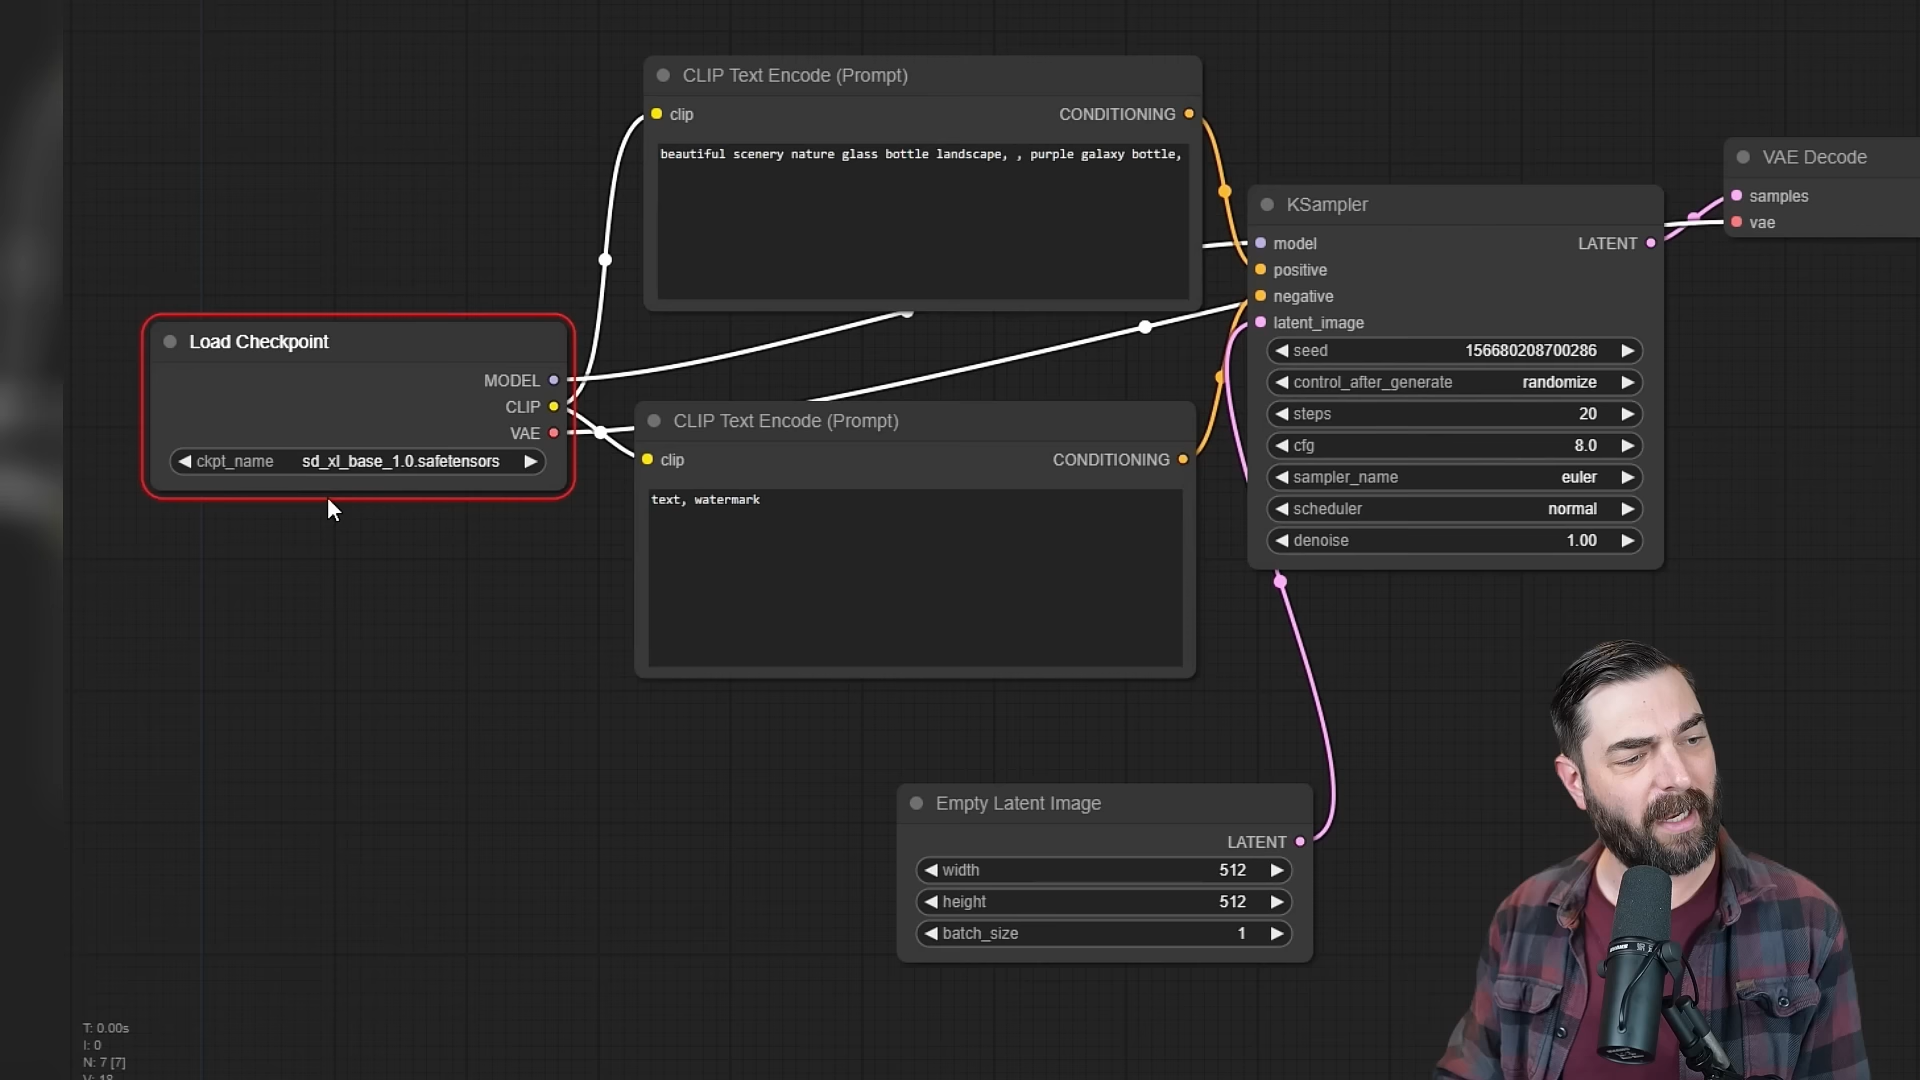 CLIP Text Encode (Prompt)
clip
CONDITIONING
beautiful scenery nature glass bottle landscape, , purple galaxy bottle,
VAE Decode
samples
vae
KSampler
model
LATENT
positive
negative
latent_image
seed 156680208700286
control_after_generate randomize
steps 20
cfg 8.0
sampler_name euler
scheduler normal
denoise 1.00
Load Checkpoint
MODEL
CLIP
VAE
ckpt_name sd_xl_base_1.0.safetensors
CLIP Text Encode (Prompt)
clip
CONDITIONING
text, watermark
Empty Latent Image
LATENT
width 512
height 512
batch_size 1
T: 0.00s
I: 0
N: 7 [7]
V: 18